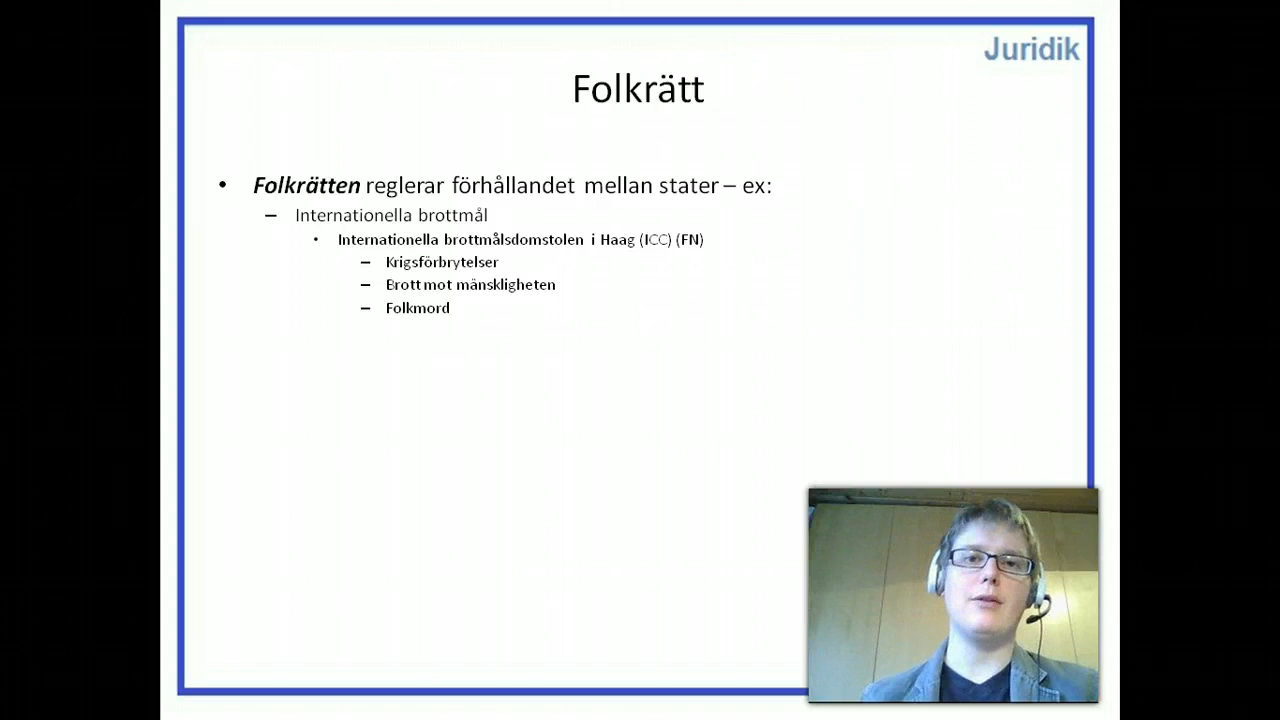 Juridik
Folkrätt
• Folkrätten reglerar förhållandet mellan stater – ex:
– Internationella brottmål
• Internationella brottmålsdomstolen i Haag (ICC) (FN)
– Krigsförbrytelser
– Brott mot mänskligheten
– Folkmord